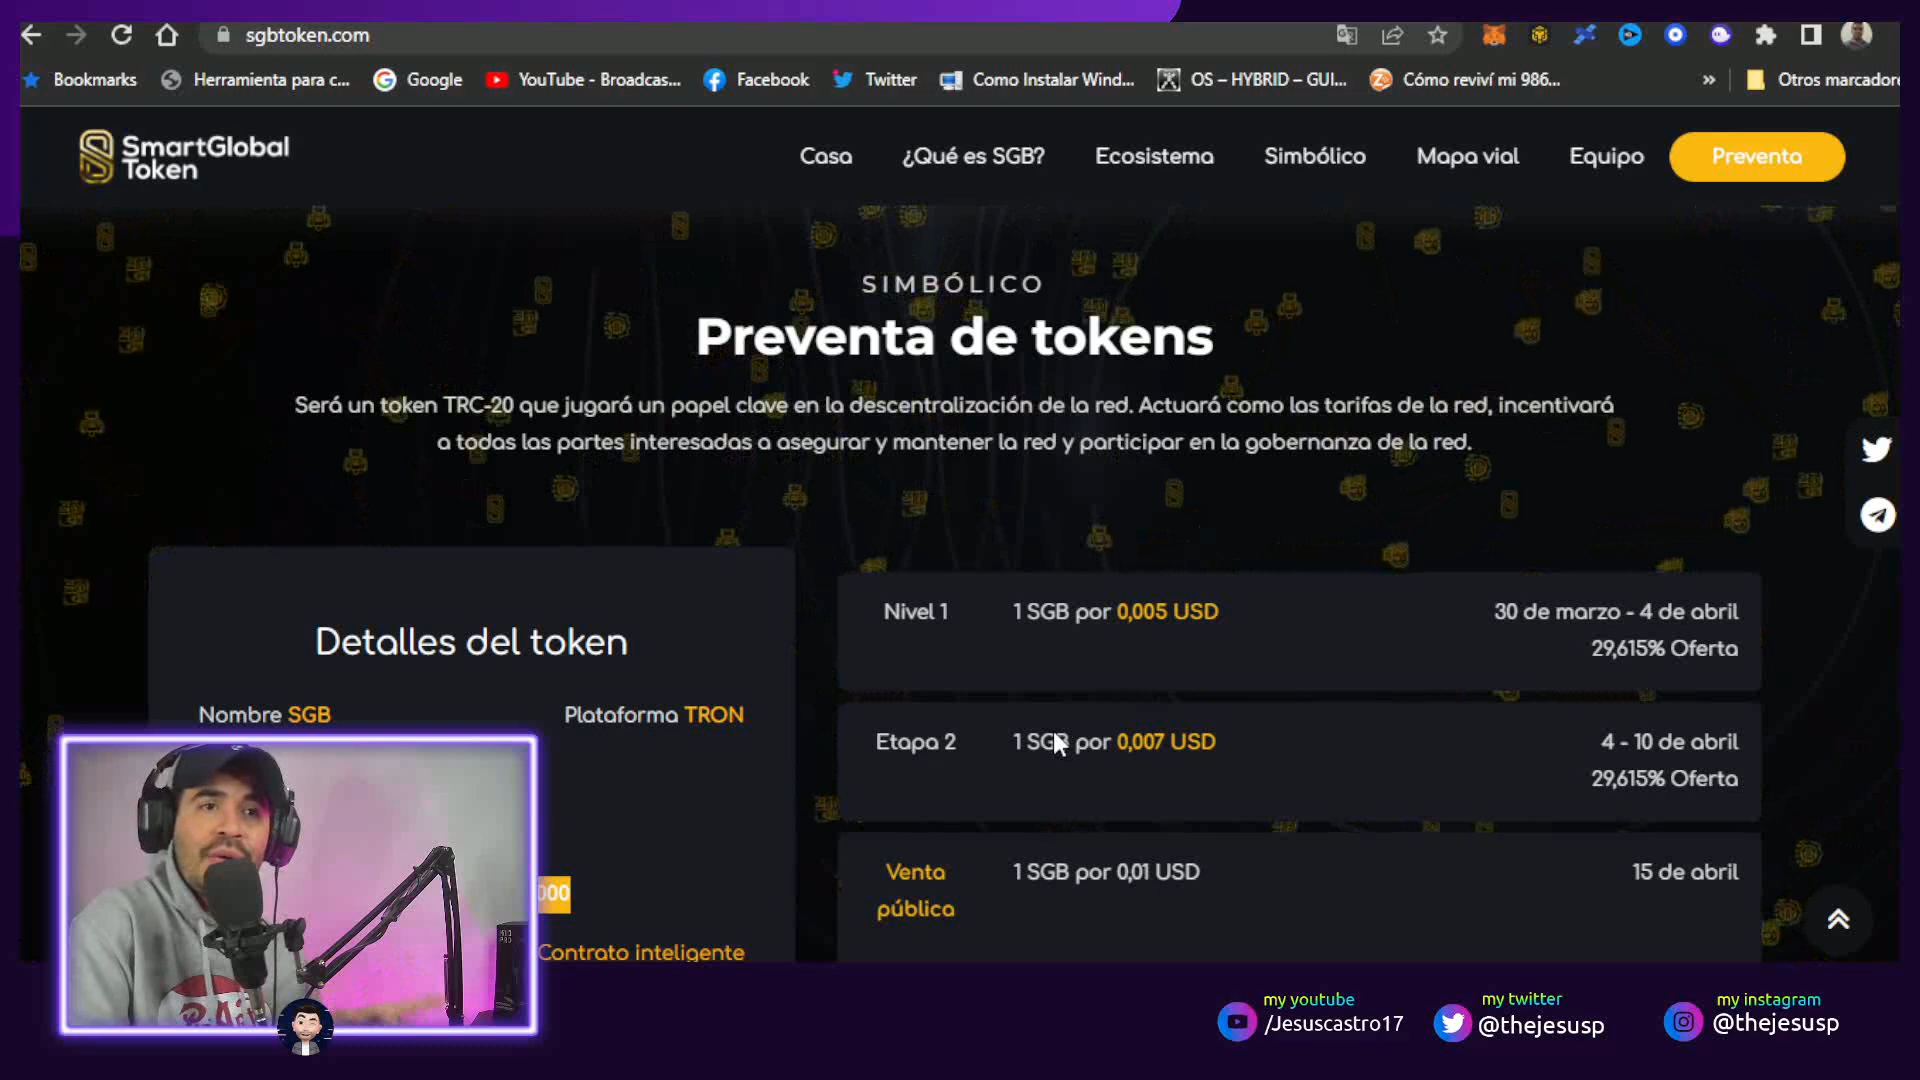 sgbtoken.com
Bookmarks Herramienta para c... Google YouTube - Broadcas... Facebook Twitter Como Instalar Wind... OS – HYBRID – GUI... Cómo reviví mi 986... » Otros marcadore
SmartGlobal
Token
Casa ¿Qué es SGB? Ecosistema Simbólico Mapa vial Equipo Preventa
SIMBÓLICO
Preventa de tokens
Será un token TRC-20 que jugará un papel clave en la descentralización de la red. Actuará como las tarifas de la red, incentivará
a todas las partes interesadas a asegurar y mantener la red y participar en la gobernanza de la red.
Detalles del token
Nombre SGB Plataforma TRON
000
Contrato inteligente
Nivel 1 1 SGB por 0,005 USD 30 de marzo - 4 de abril
29,615% Oferta
Etapa 2 1 SGB por 0,007 USD 4 - 10 de abril
29,615% Oferta
Venta 1 SGB por 0,01 USD 15 de abril
pública
my youtube
/Jesuscastro17
my twitter
@thejesusp
my instagram
@thejesusp